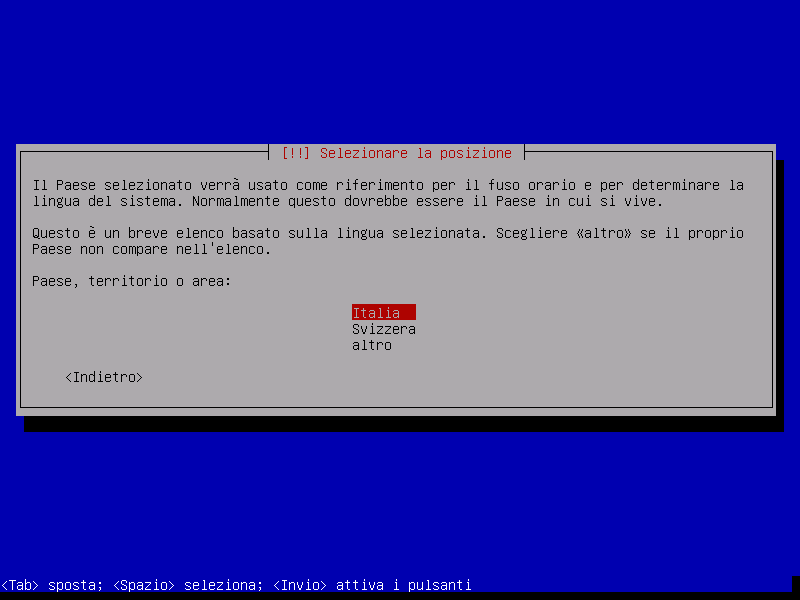 [!!] Selezionare la posizione
Il Paese selezionato verrà usato come riferimento per il fuso orario e per determinare la
lingua del sistema. Normalmente questo dovrebbe essere il Paese in cui si vive.
Questo è un breve elenco basato sulla lingua selezionata. Scegliere «altro» se il proprio
Paese non compare nell'elenco.
Paese, territorio o area:
Italia
Svizzera
altro
<Indietro>
<Tab> sposta; <Spazio> seleziona; <Invio> attiva i pulsanti